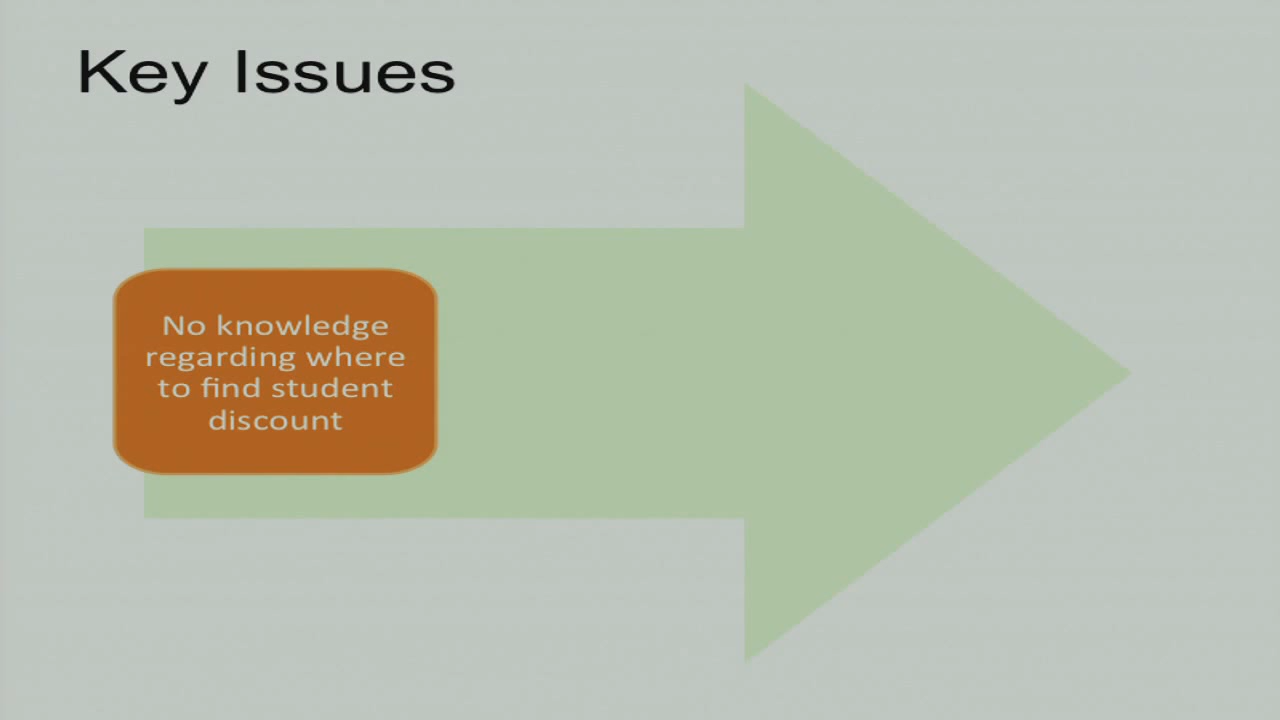 Key Issues
No knowledge
regarding where
to find student
discount